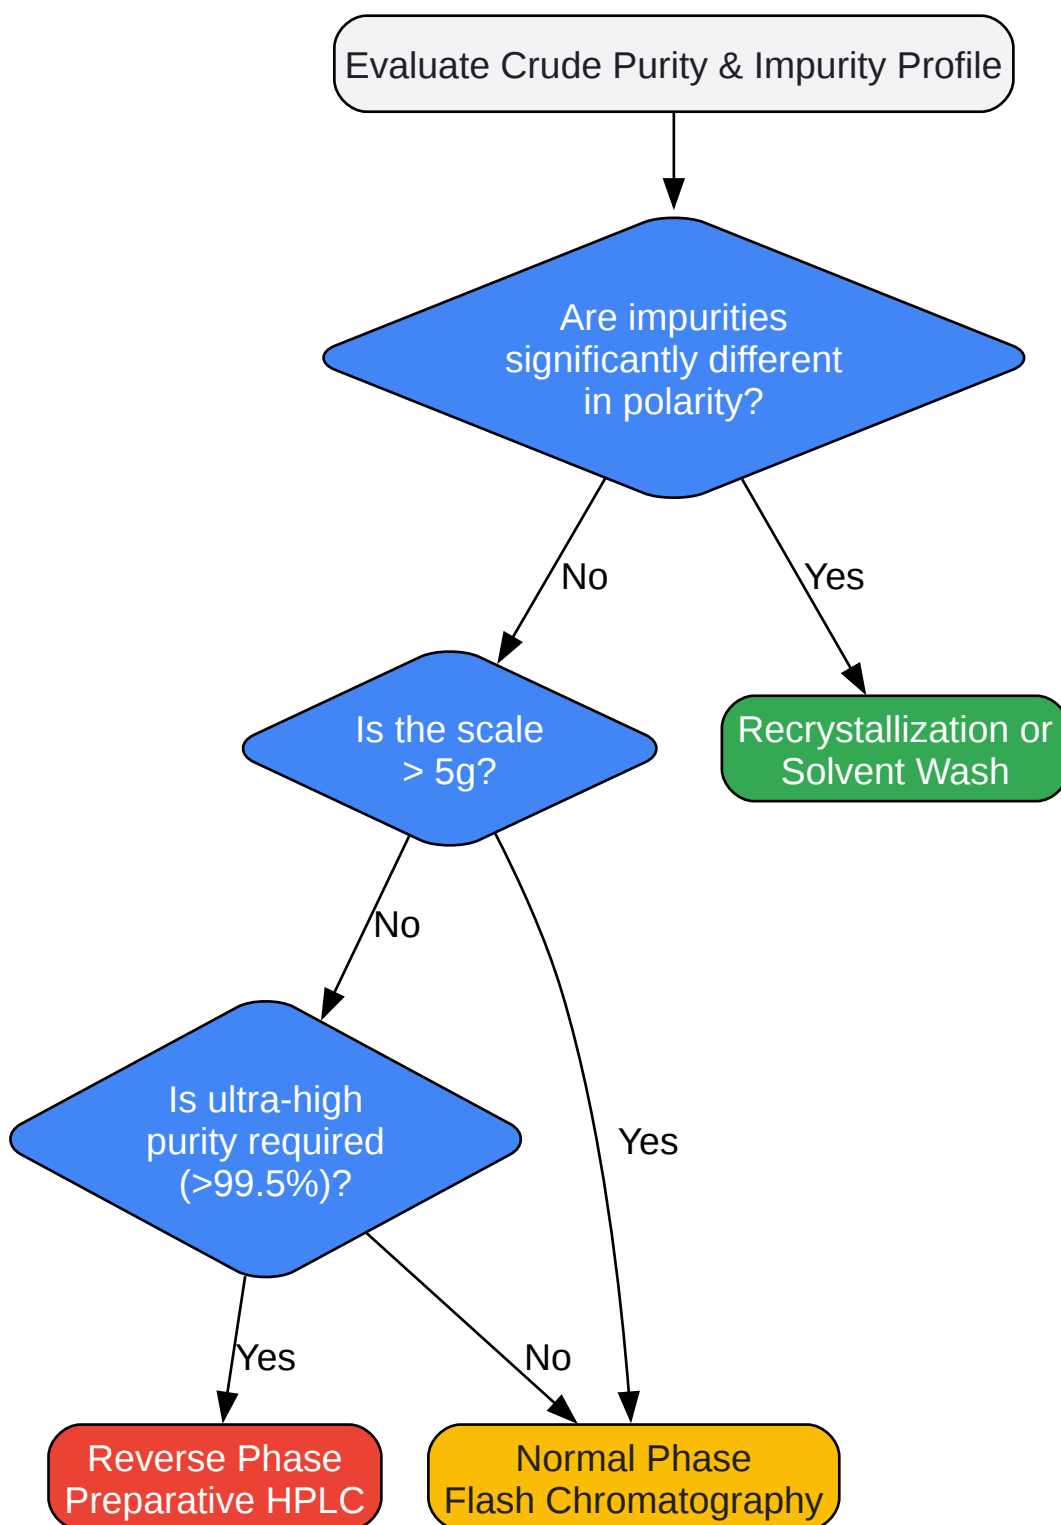 Evaluate Crude Purity & Impurity Profile
Are impurities
significantly different
in polarity?
No
Yes
Is the scale
> 5g?
Recrystallization or
Solvent Wash
No
Yes
Is ultra-high
purity required
(>99.5%)?
Yes
No
Reverse Phase
Preparative HPLC
Normal Phase
Flash Chromatography